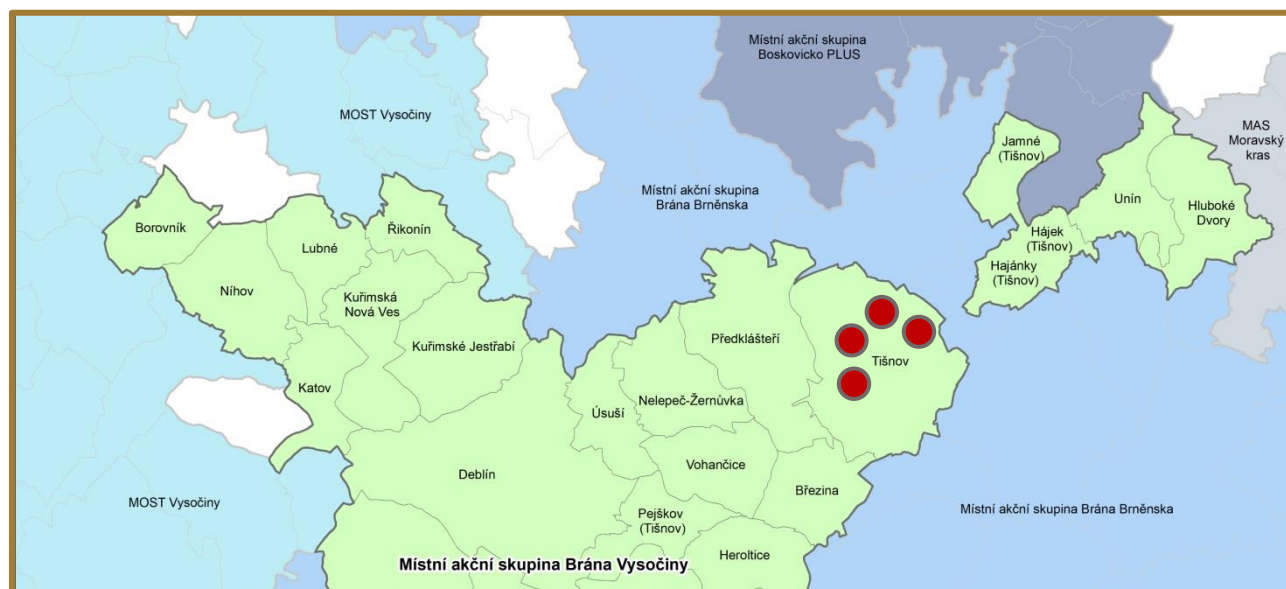 Místní akční skupina
Boskovicko PLUS
MOST Vysočiny
MAS
Moravský
kras
Jamné
(Tišnov)
Místní akční skupina
Brána Brněnska
Unín
Hluboké
Dvory
Borovník
Řikonín
Lubné
Hájek
(Tišnov)
Hajánky
(Tišnov)
Níhov
Kuřimská
Nová Ves
Předklášteří
Kuřimské Jestřabí
Tišnov
Katov
Nelepeč-Žernůvka
Úsuší
Vohančice
Deblín
Březina
MOST Vysočiny
Místní akční skupina Brána Brněnska
Pejškov
(Tišnov)
Heroltice
Místní akční skupina Brána Vysočiny